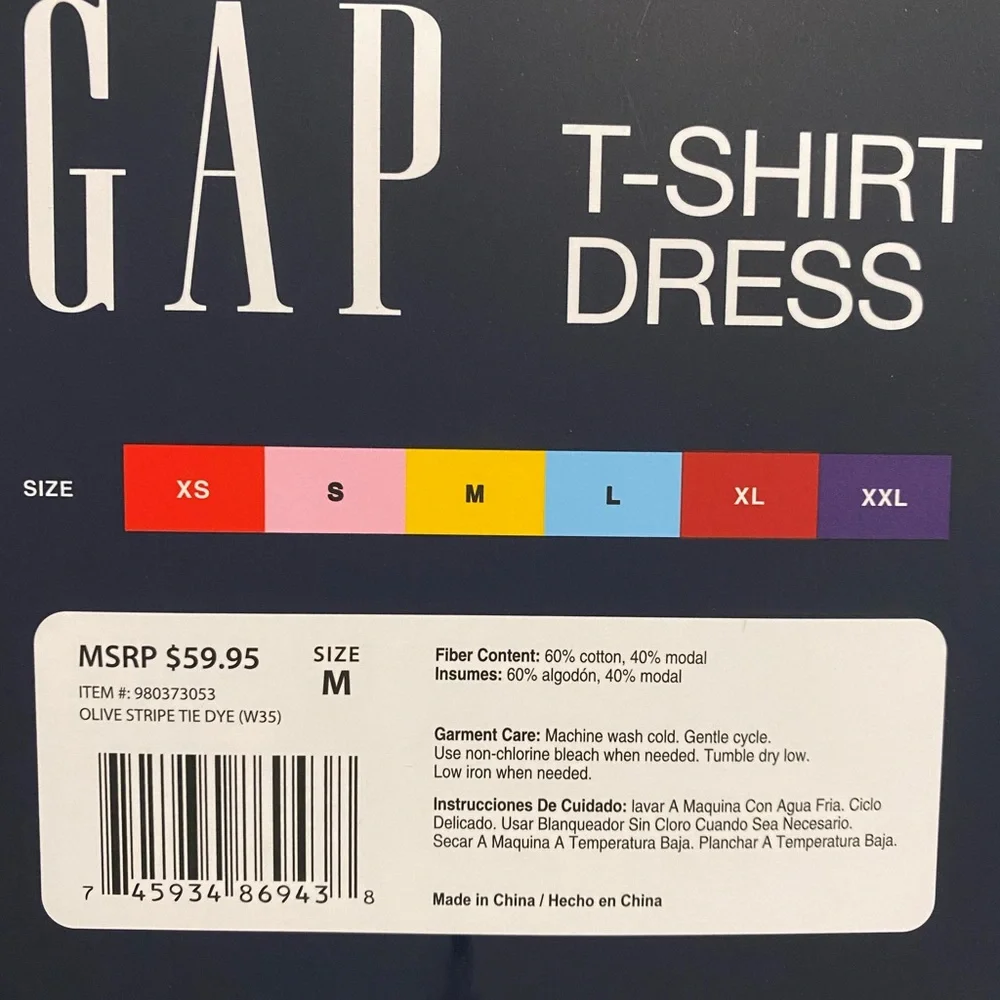 GAP
T-SHIRT
DRESS
SIZE XS S M L XL XXL
MSRP $59.95
SIZE
M
ITEM #: 980373053
OLIVE STRIPE TIE DYE (W35)
7 45934 86943 8
Fiber Content: 60% cotton, 40% modal
Insumes: 60% algodón, 40% modal
Garment Care: Machine wash cold. Gentle cycle.
Use non-chlorine bleach when needed. Tumble dry low.
Low iron when needed.
Instrucciones De Cuidado: lavar A Maquina Con Agua Fria. Ciclo
Delicado. Usar Blanqueador Sin Cloro Cuando Sea Necesario.
Secar A Maquina A Temperatura Baja. Planchar A Temperatura Baja.
Made in China / Hecho en China